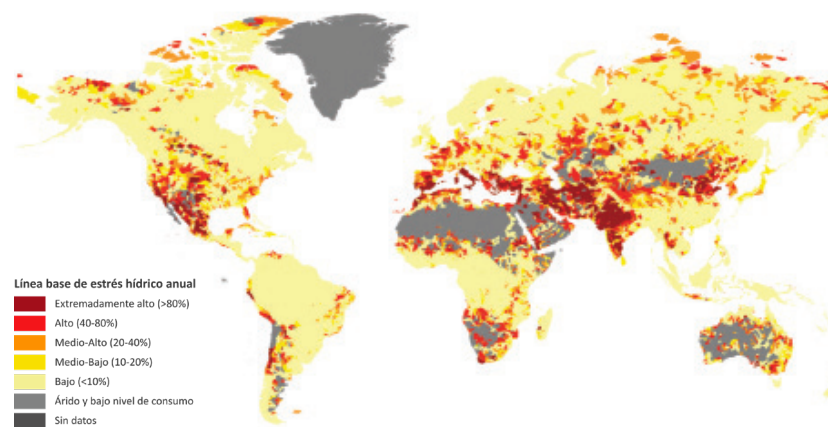 Línea base de estrés hídrico anual
Extremadamente alto (>80%)
Alto (40-80%)
Medio-Alto (20-40%)
Medio-Bajo (10-20%)
Bajo (<10%)
Árido y bajo nivel de consumo
Sin datos